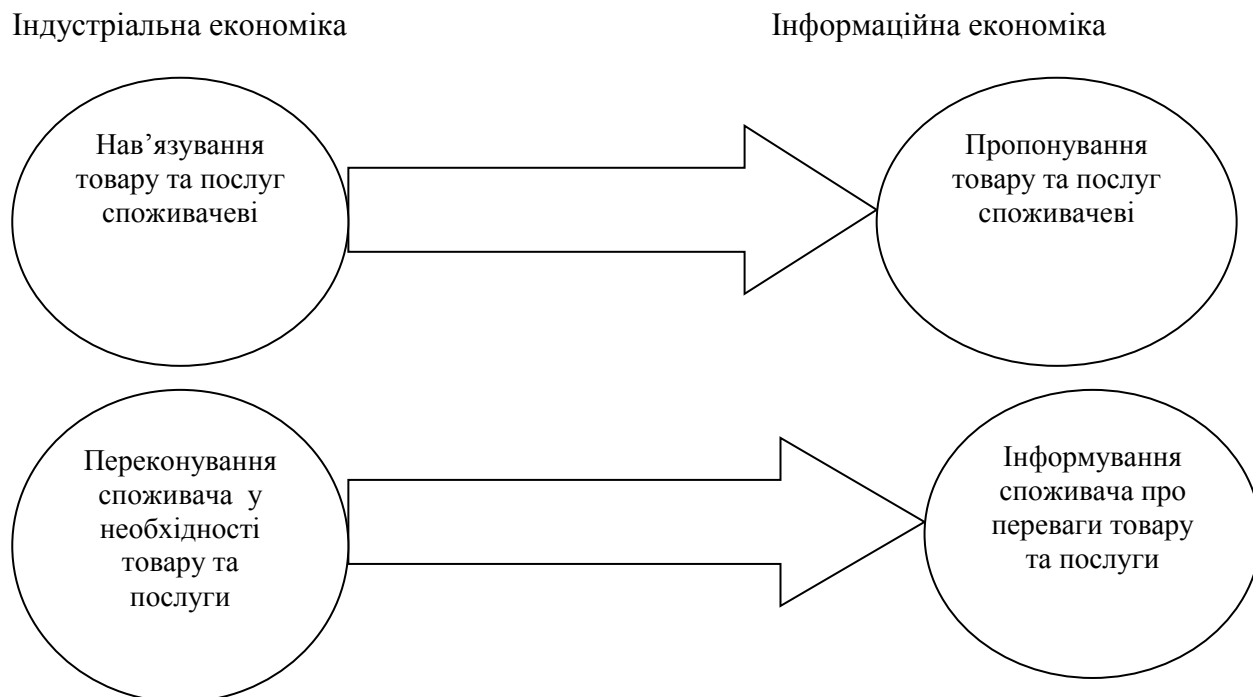 Індустріальна економіка
Інформаційна економіка
Нав’язування
товару та послуг
споживачеві
Пропонування
товару та послуг
споживачеві
Переконування
споживача у
необхідності
товару та
послуги
Інформування
споживача про
переваги товару
та послуги